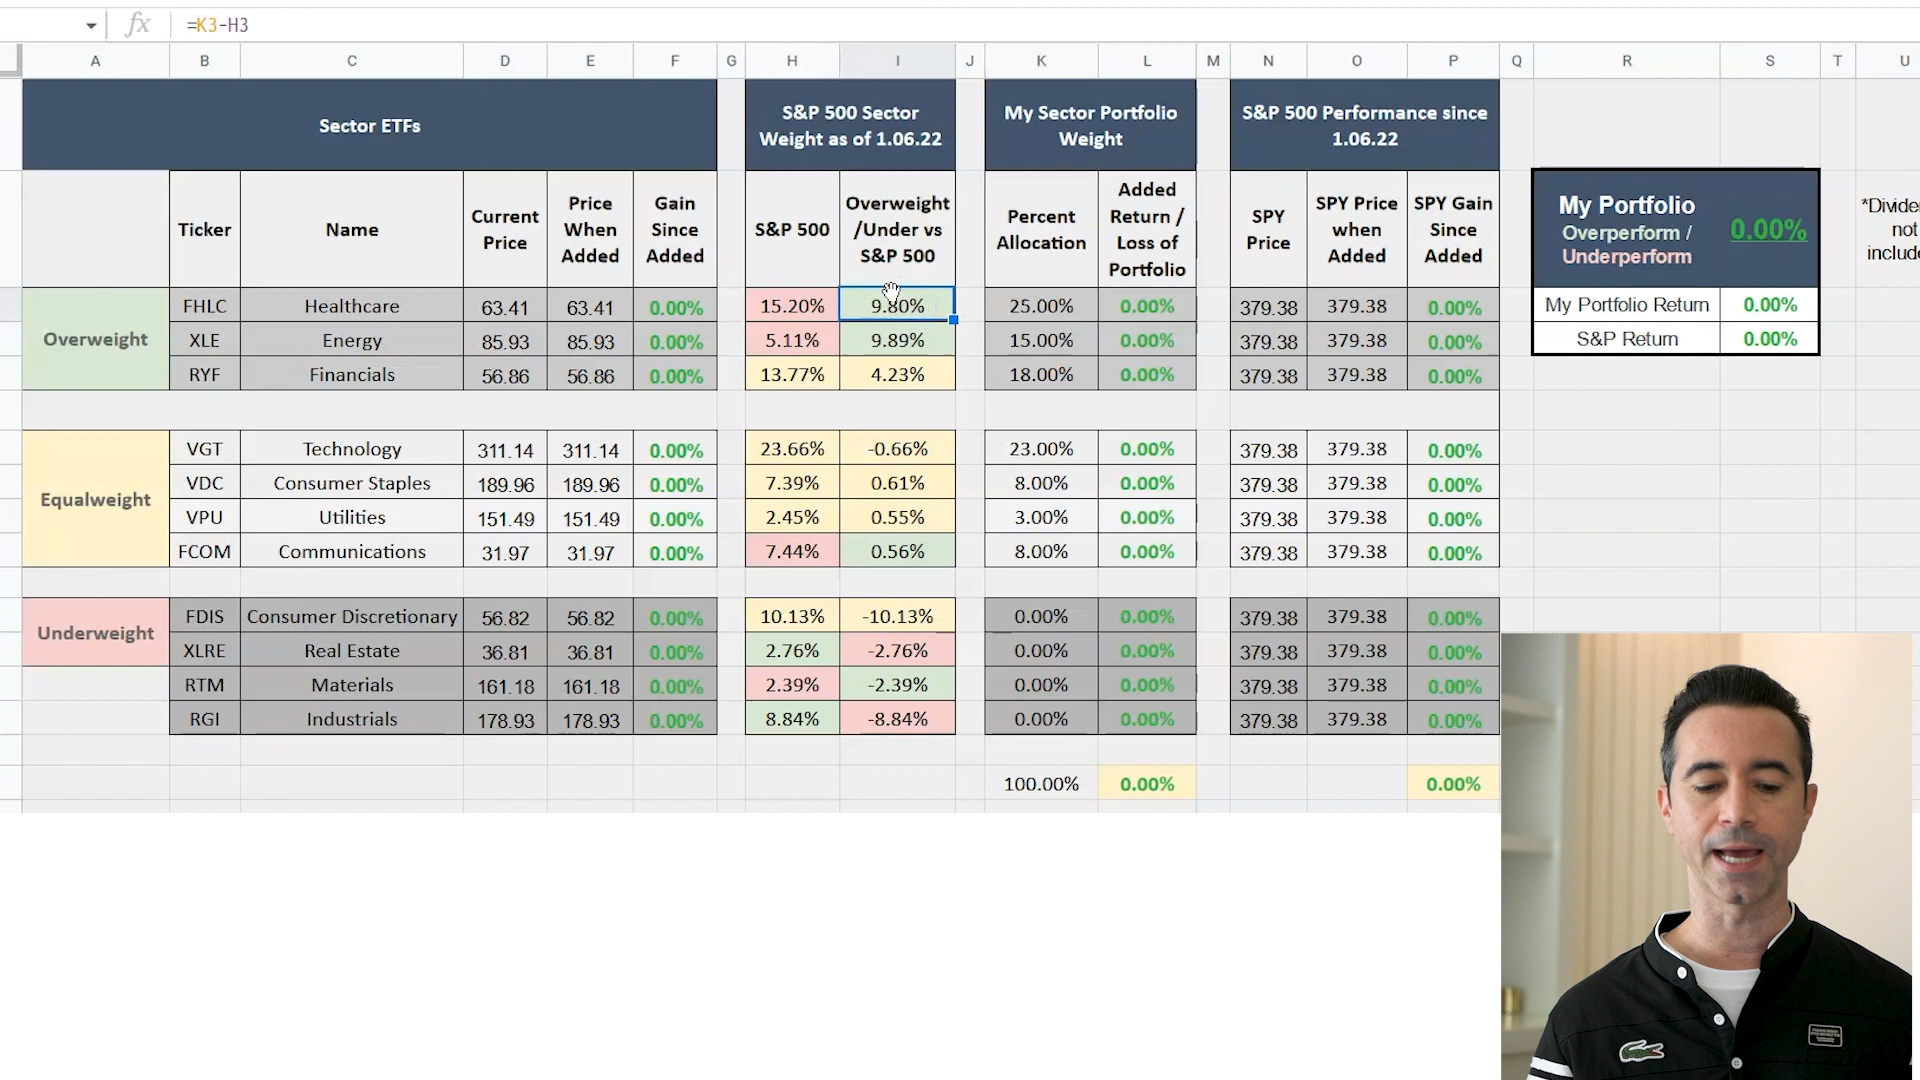 fx =K3-H3
A B C D E F G H I J K L M N O P Q R S T U
Sector ETFs
S&P 500 Sector
Weight as of 1.06.22
My Sector Portfolio
Weight
S&P 500 Performance since
1.06.22
Ticker
Name
Current
Price
Price
When
Added
Gain
Since
Added
S&P 500
Overweight
/Under vs
S&P 500
Percent
Allocation
Added
Return /
Loss of
Portfolio
SPY
Price
SPY Price
when
Added
SPY Gain
Since
Added
My Portfolio
Overperform /
Underperform
0.00%
My Portfolio Return 0.00%
S&P Return 0.00%
not
Overweight
FHLC Healthcare 63.41 63.41 0.00% 15.20% 9.80% 25.00% 0.00% 379.38 379.38 0.00%
XLE Energy 85.93 85.93 0.00% 5.11% 9.89% 15.00% 0.00% 379.38 379.38 0.00%
RYF Financials 56.86 56.86 0.00% 13.77% 4.23% 18.00% 0.00% 379.38 379.38 0.00%
Equalweight
VGT Technology 311.14 311.14 0.00% 23.66% -0.66% 23.00% 0.00% 379.38 379.38 0.00%
VDC Consumer Staples 189.96 189.96 0.00% 7.39% 0.61% 8.00% 0.00% 379.38 379.38 0.00%
VPU Utilities 151.49 151.49 0.00% 2.45% 0.55% 3.00% 0.00% 379.38 379.38 0.00%
FCOM Communications 31.97 31.97 0.00% 7.44% 0.56% 8.00% 0.00% 379.38 379.38 0.00%
Underweight
FDIS Consumer Discretionary 56.82 56.82 0.00% 10.13% -10.13% 0.00% 0.00% 379.38 379.38 0.00%
XLRE Real Estate 36.81 36.81 0.00% 2.76% -2.76% 0.00% 0.00% 379.38 379.38 0.00%
RTM Materials 161.18 161.18 0.00% 2.39% -2.39% 0.00% 0.00% 379.38 379.38 0.00%
RGI Industrials 178.93 178.93 0.00% 8.84% -8.84% 0.00% 0.00% 379.38 379.38 0.00%
100.00% 0.00% 0.00%